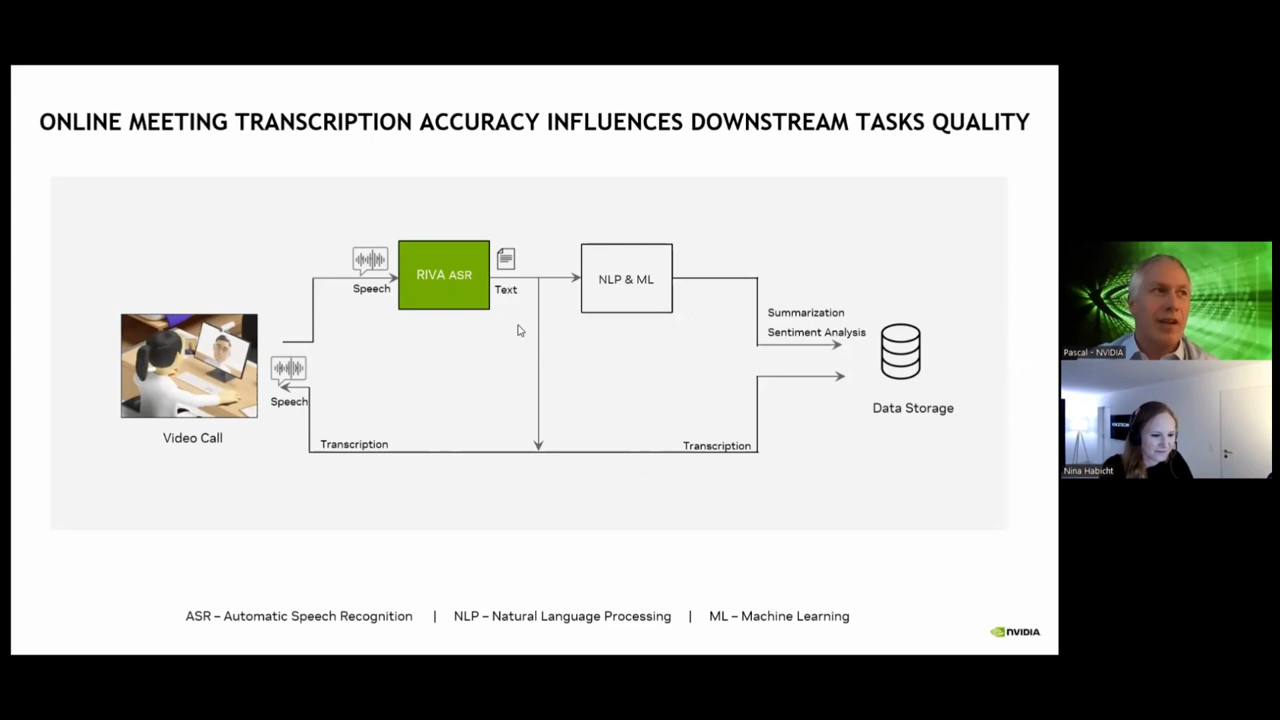 ONLINE MEETING TRANSCRIPTION ACCURACY INFLUENCES DOWNSTREAM TASKS QUALITY
RIVA ASR
Speech
Text
NLP & ML
Summarization
Sentiment Analysis
Speech
Video Call
Data Storage
Transcription
Transcription
ASR – Automatic Speech Recognition | NLP – Natural Language Processing | ML – Machine Learning
NVIDIA
Pascal - NVIDIA
Nina Habicht